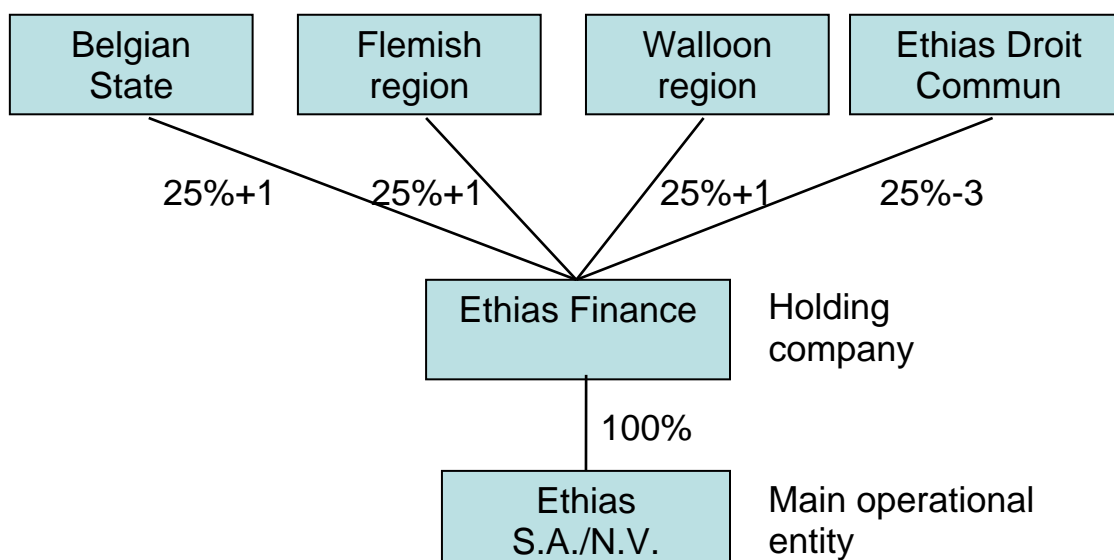 Belgian
State
Flemish
region
Walloon
region
Ethias Droit
Commun
25%+1
25%+1
25%+1
25%-3
Ethias Finance
Holding
company
100%
Ethias
S.A./N.V.
Main operational
entity